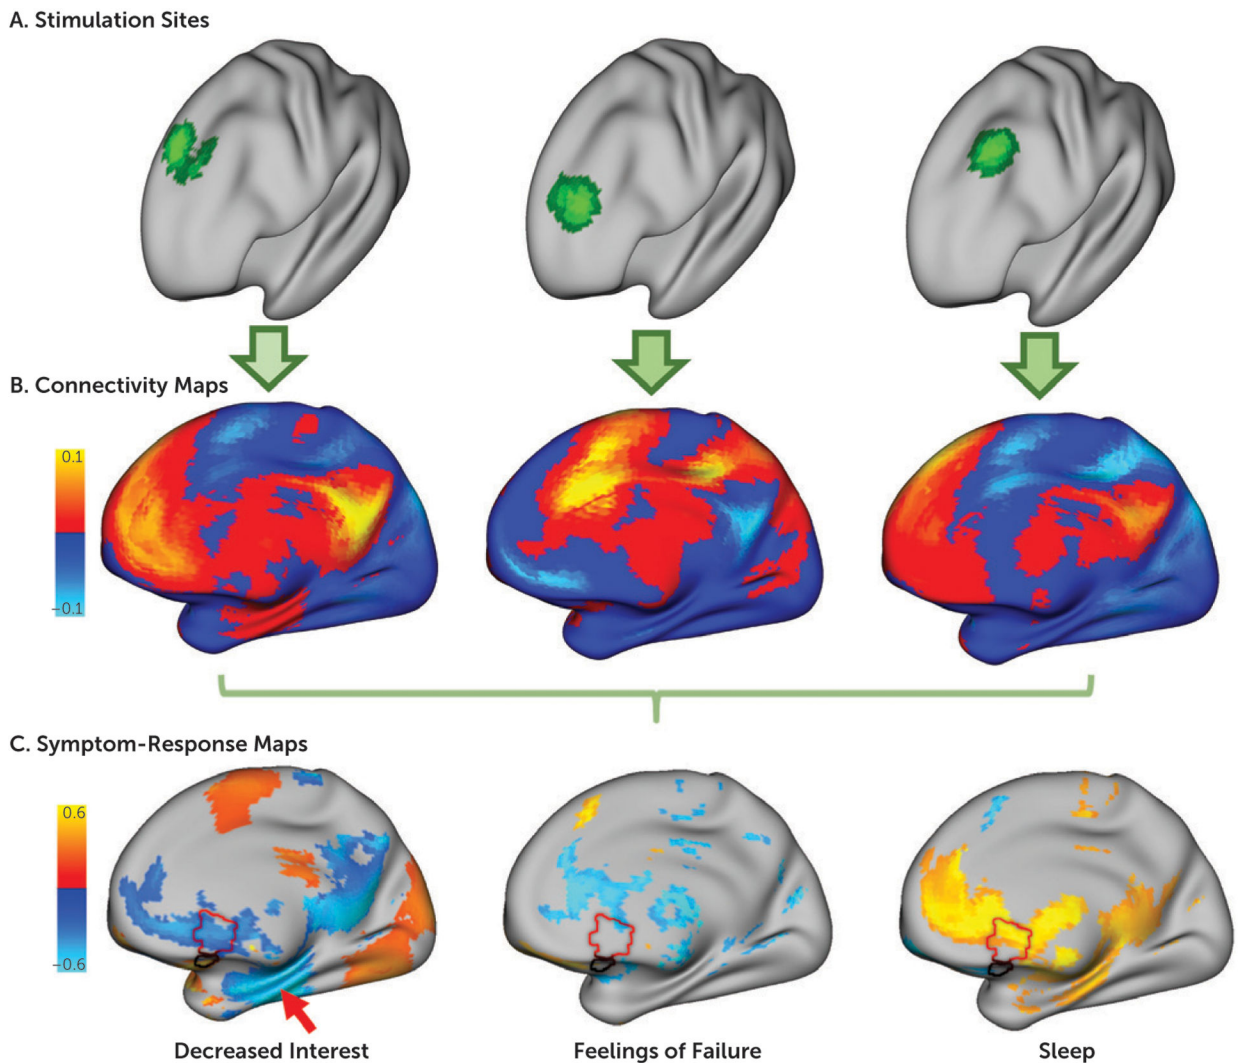 A. Stimulation Sites
B. Connectivity Maps
0.1
−0.1
C. Symptom-Response Maps
0.6
−0.6
Decreased Interest
Feelings of Failure
Sleep